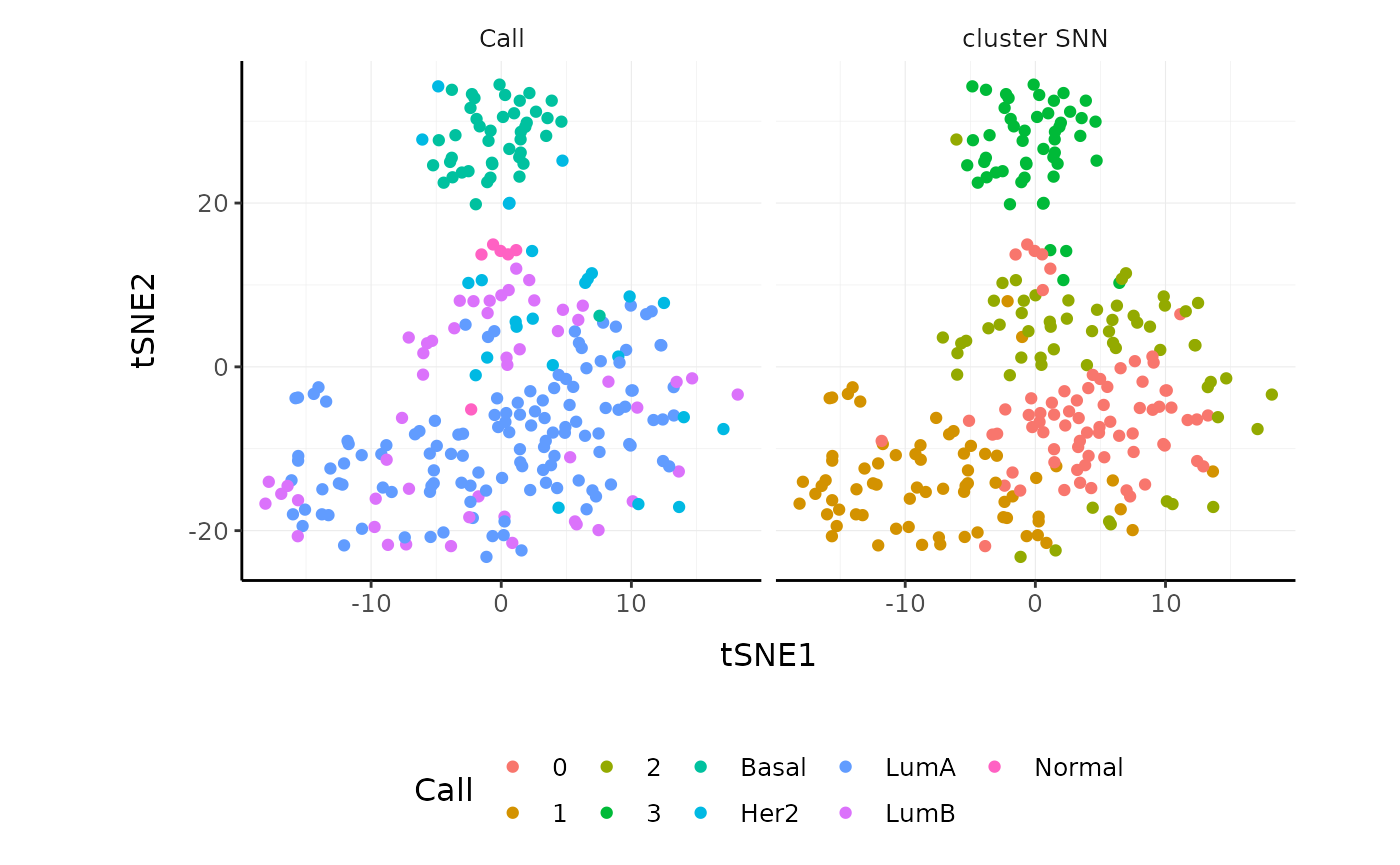 Call cluster SNN
20
0
-20
-10 0 10 -10 0 10
tSNE2
tSNE1
Call
0 2 Basal LumA Normal
1 3 Her2 LumB